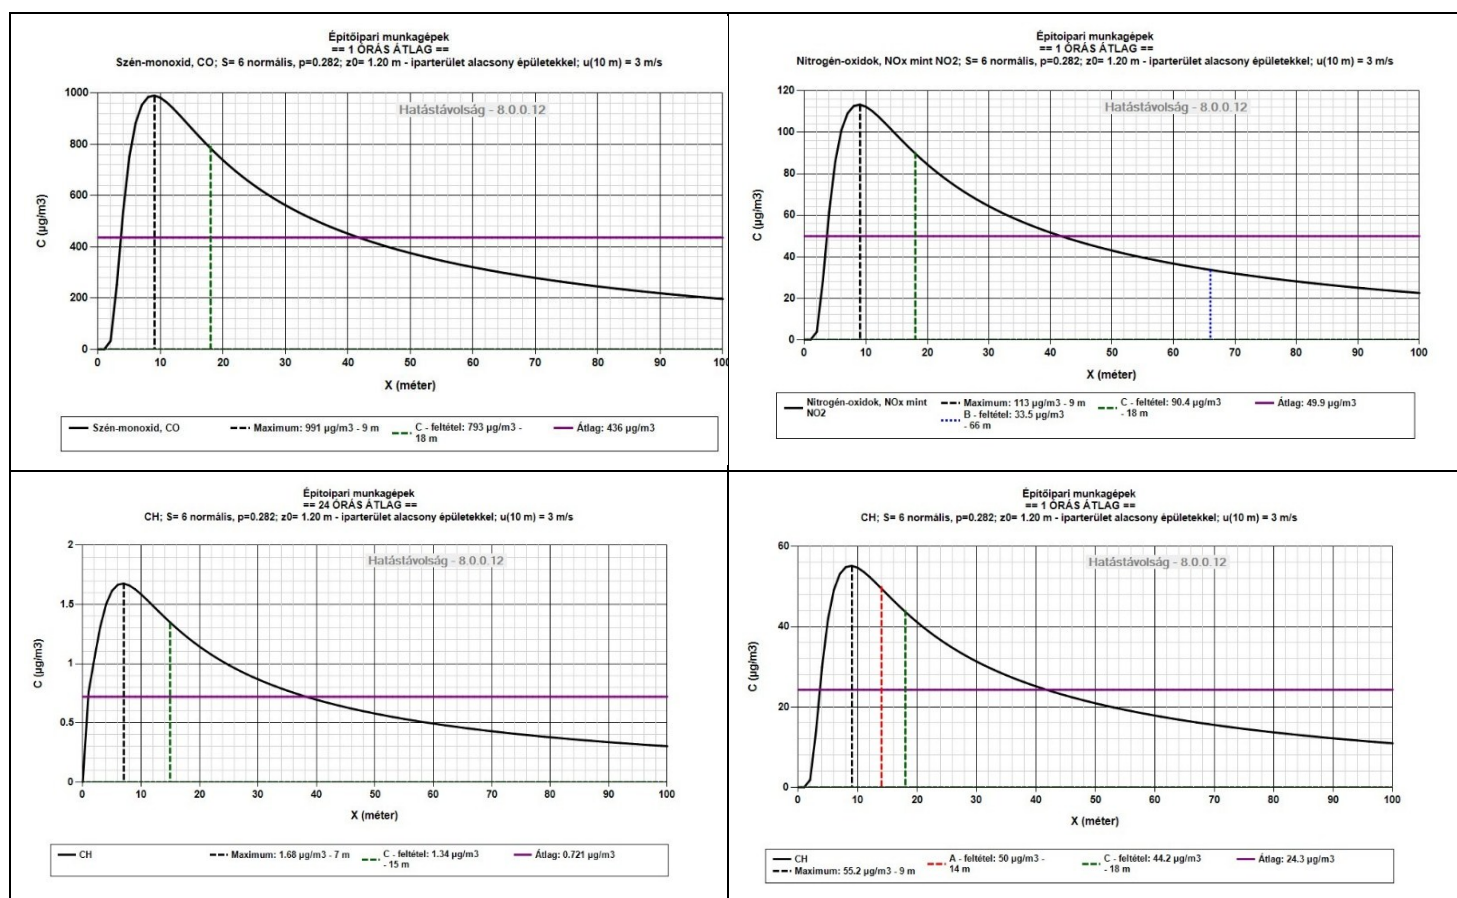 Építőipari munkagépek
== 1 ÓRÁS ÁTLAG ==
Szén-monoxid, CO; S= 6 normális, p=0.282; z0= 1.20 m - iparterület alacsony épületekkel; u(10 m) = 3 m/s
Hatástávolság - 8.0.0.12
C (µg/m3)
1000
800
600
400
200
0
0 10 20 30 40 50 60 70 80 90 100
X (méter)
Szén-monoxid, CO
Maximum: 991 µg/m3 - 9 m
C - feltétel: 793 µg/m3 -
18 m
Átlag: 436 µg/m3
Építőipari munkagépek
== 1 ÓRÁS ÁTLAG ==
Nitrogén-oxidok, NOx mint NO2; S= 6 normális, p=0.282; z0= 1.20 m - iparterület alacsony épületekkel; u(10 m) = 3 m/s
Hatástávolság - 8.0.0.12
C (µg/m3)
120
100
80
60
40
20
0
0 10 20 30 40 50 60 70 80 90 100
X (méter)
Nitrogén-oxidok, NOx mint
NO2
Maximum: 113 µg/m3 - 9 m
B - feltétel: 33.5 µg/m3
- 66 m
C - feltétel: 90.4 µg/m3
- 18 m
Átlag: 49.9 µg/m3
Építoipari munkagépek
== 24 ÓRÁS ÁTLAG ==
CH; S= 6 normális, p=0.282; z0= 1.20 m - iparterület alacsony épületekkel; u(10 m) = 3 m/s
Hatástávolság - 8.0.0.12
C (µg/m3)
2
1.5
1
0.5
0
0 10 20 30 40 50 60 70 80 90 100
X (méter)
CH
Maximum: 1.68 µg/m3 - 7 m
C - feltétel: 1.34 µg/m3
- 15 m
Átlag: 0.721 µg/m3
Építőipari munkagépek
== 1 ÓRÁS ÁTLAG ==
CH; S= 6 normális, p=0.282; z0= 1.20 m - iparterület alacsony épületekkel; u(10 m) = 3 m/s
Hatástávolság - 8.0.0.12
C (µg/m3)
60
40
20
0
0 10 20 30 40 50 60 70 80 90 100
X (méter)
CH
Maximum: 55.2 µg/m3 - 9 m
A - feltétel: 50 µg/m3 -
14 m
C - feltétel: 44.2 µg/m3
- 18 m
Átlag: 24.3 µg/m3